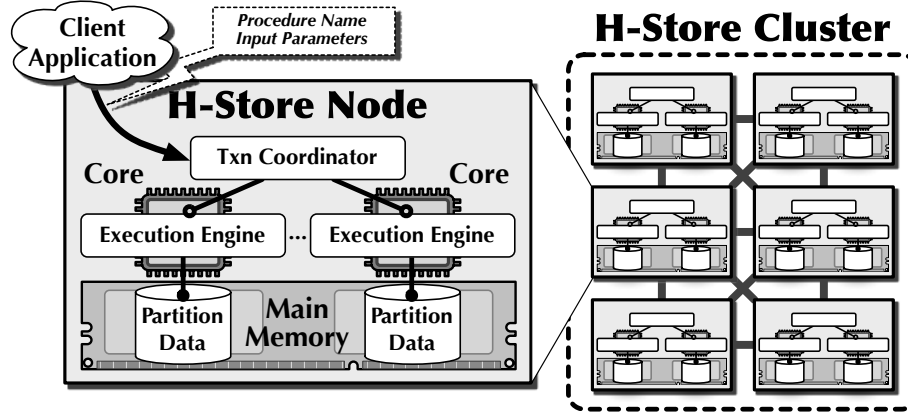 Client
Application
Procedure Name
Input Parameters
H-Store Cluster
H-Store Node
Txn Coordinator
Core
Core
Execution Engine
...
Execution Engine
Partition
Data
Main
Memory
Partition
Data